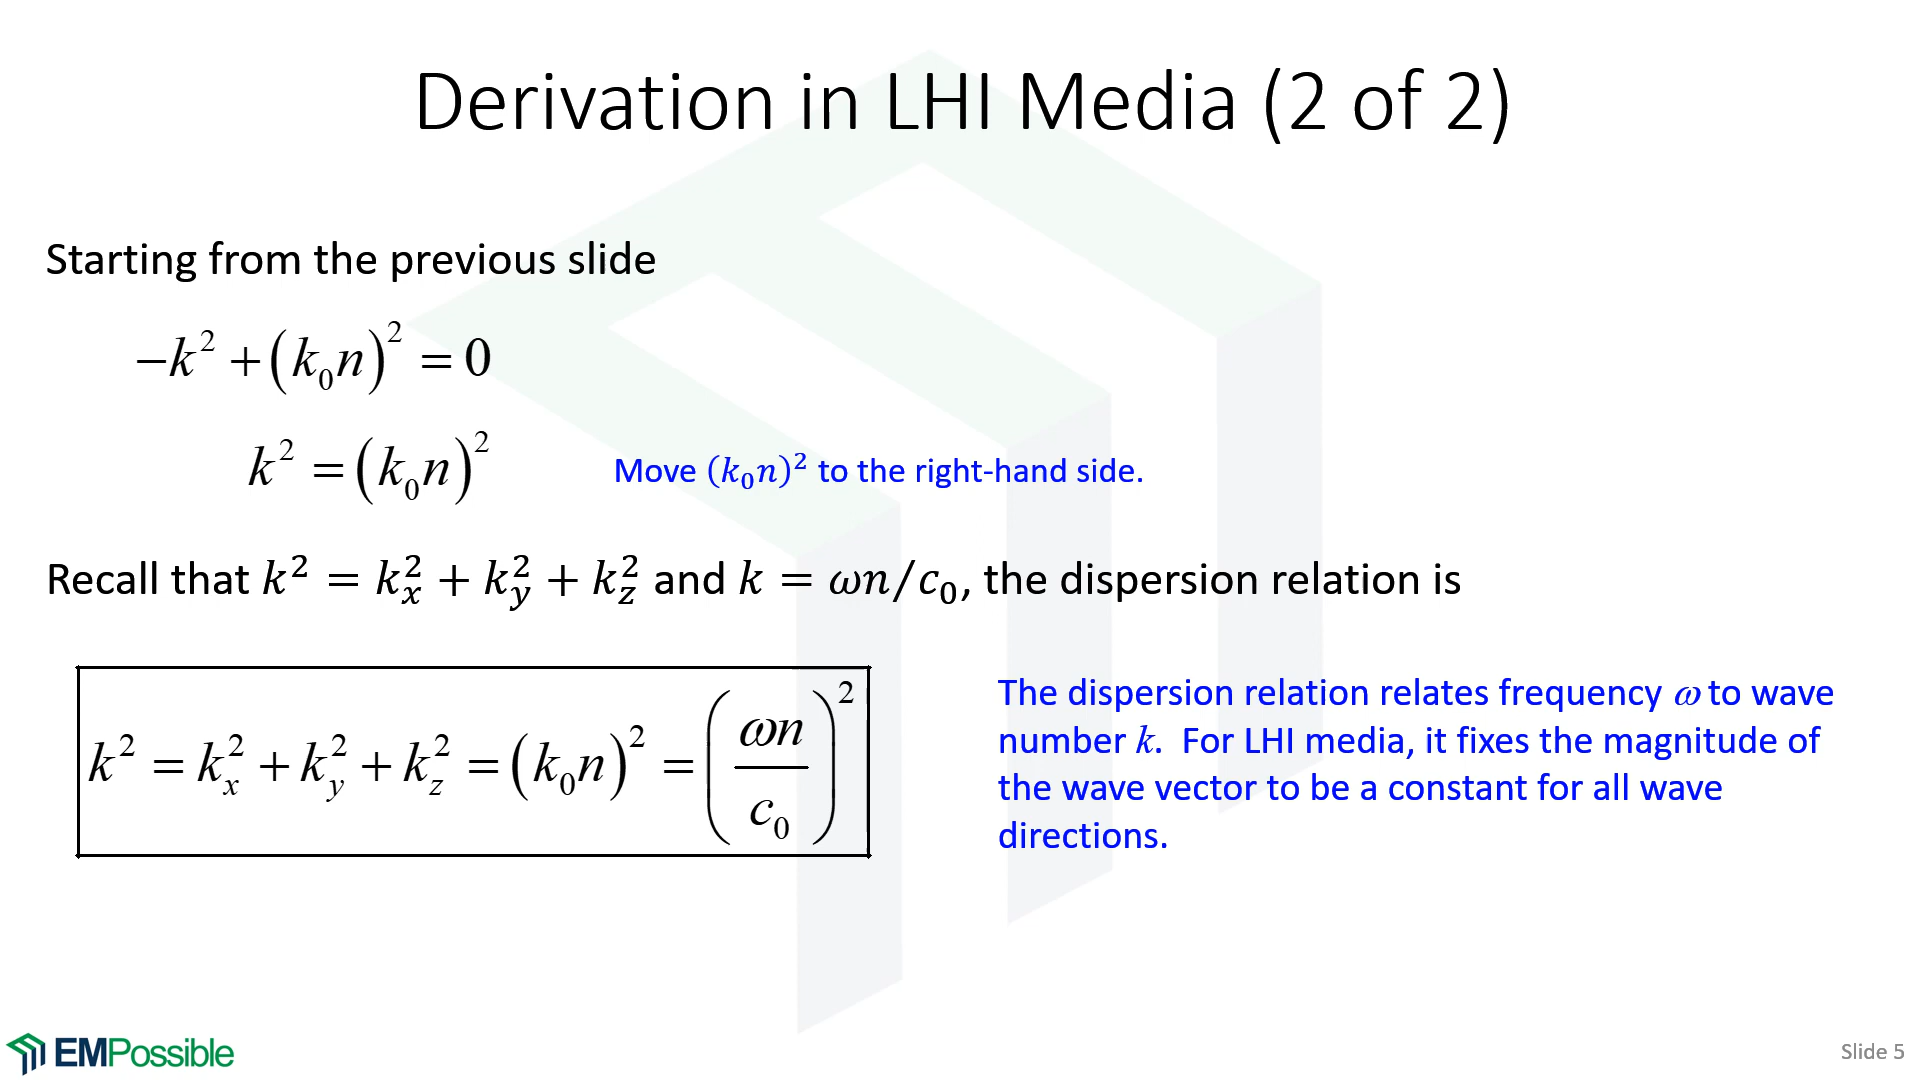 Derivation in LHI Media (2 of 2)
Starting from the previous slide
−k² + (k₀n)² = 0
k² = (k₀n)²
Move (k₀n)² to the right-hand side.
Recall that k² = kₓ² + k_y² + k_z² and k = ωn/c₀, the dispersion relation is
k² = kₓ² + k_y² + k_z² = (k₀n)² = (ωn/c₀)²
The dispersion relation relates frequency ω to wave
number k. For LHI media, it fixes the magnitude of
the wave vector to be a constant for all wave
directions.
EMPossible
Slide 5